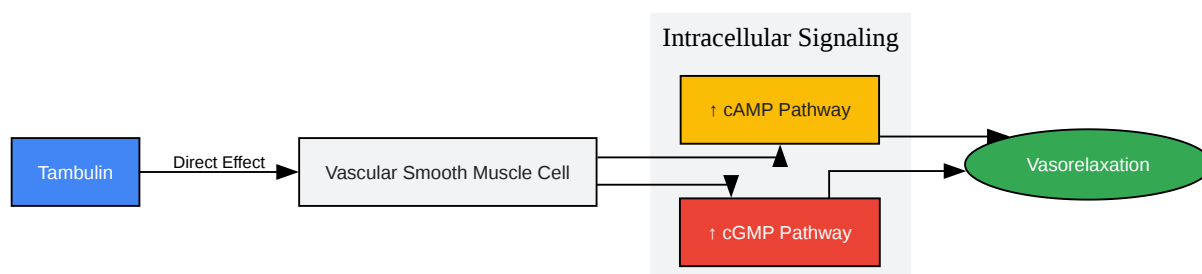 Intracellular Signaling
↑ cAMP Pathway
Tambulin
Direct Effect
Vascular Smooth Muscle Cell
Vasorelaxation
↑ cGMP Pathway